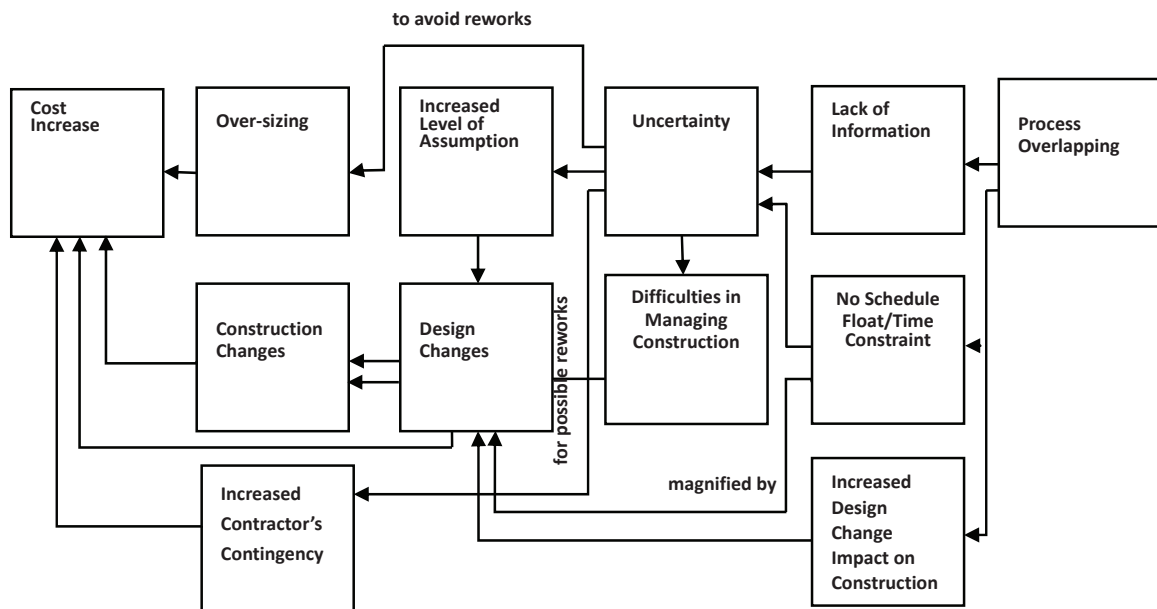 to avoid reworks
Cost
Increase
Over-sizing
Increased
Level of
Assumption
Uncertainty
Lack of
Information
Process
Overlapping
Construction
Changes
Design
Changes
for possible reworks
Difficulties in
Managing
Construction
No Schedule
Float/Time
Constraint
Increased
Contractor's
Contingency
magnified by
Increased
Design
Change
Impact on
Construction